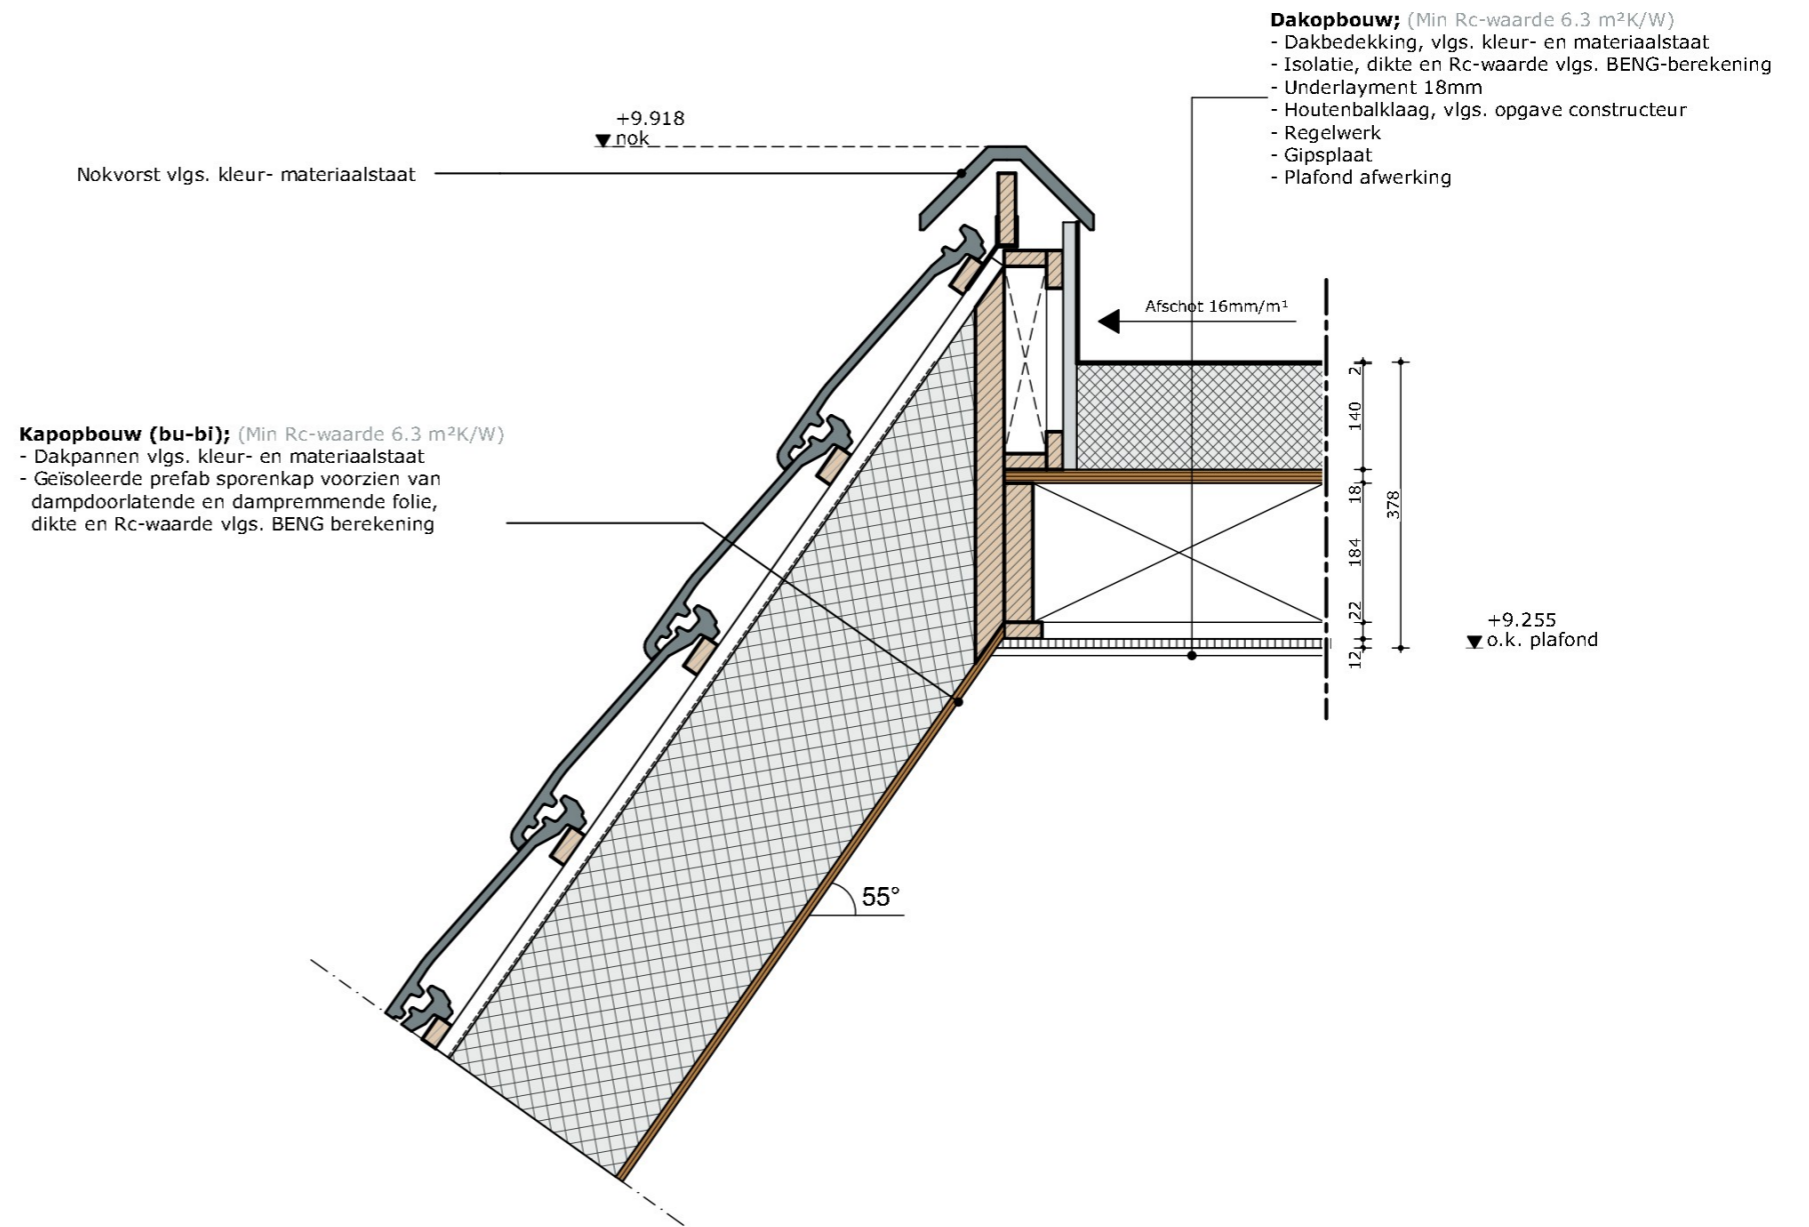 Dakopbouw; (Min Rc-waarde 6.3 m²K/W)
- Dakbedekking, vlgs. kleur- en materiaalstaat
- Isolatie, dikte en Rc-waarde vlgs. BENG-berekening
- Underlayment 18mm
- Houtenbalklaag, vlgs. opgave constructeur
- Regelwerk
- Gipsplaat
- Plafond afwerking
+9.918
nok
Nokvorst vlgs. kleur- materiaalstaat
Afschot 16mm/m¹
Kapopbouw (bu-bi); (Min Rc-waarde 6.3 m²K/W)
- Dakpannen vlgs. kleur- en materiaalstaat
- Geïsoleerde prefab sporenkap voorzien van
dampdoorlatende en dampremmende folie,
dikte en Rc-waarde vlgs. BENG berekening
2
140
18
184
22
12
378
+9.255
o.k. plafond
55°